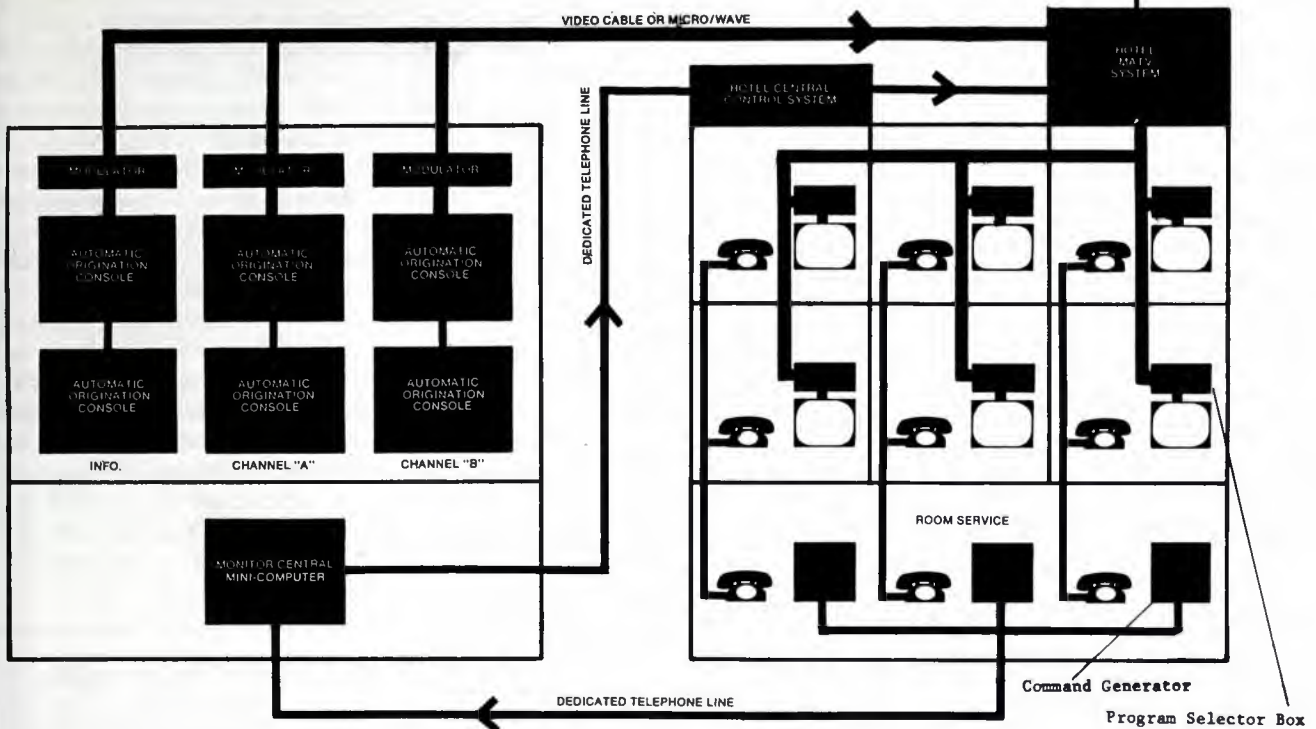 VIDEO CABLE OR MICRO/WAVE
HOTEL
MATV
SYSTEM
HOTEL CENTRAL
CONTROL SYSTEM
DEDICATED TELEPHONE LINE
MODULATOR
MODULATOR
MODULATOR
AUTOMATIC
ORIGINATION
CONSOLE
AUTOMATIC
ORIGINATION
CONSOLE
AUTOMATIC
ORIGINATION
CONSOLE
AUTOMATIC
ORIGINATION
CONSOLE
AUTOMATIC
ORIGINATION
CONSOLE
AUTOMATIC
ORIGINATION
CONSOLE
INFO.
CHANNEL "A"
CHANNEL "B"
MONITOR CENTRAL
MINI-COMPUTER
ROOM SERVICE
DEDICATED TELEPHONE LINE
Command Generator
Program Selector Box